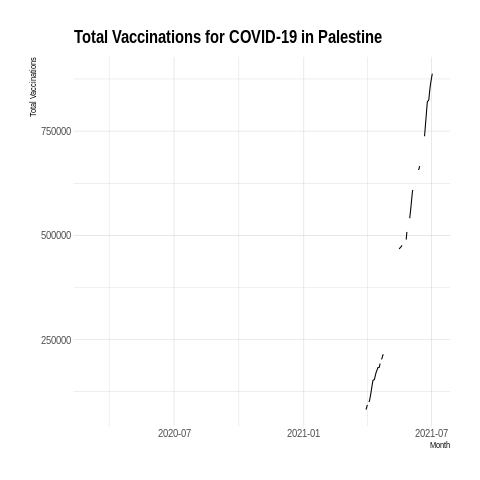 Total Vaccinations for COVID-19 in Palestine
Total Vaccinations
750000
500000
250000
2020-07 2021-01 2021-07
Month